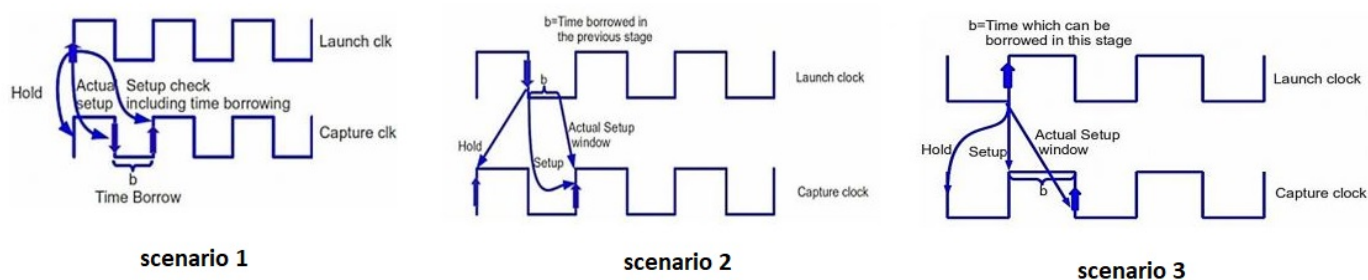 Launch clk
Hold
Actual
setup
Setup check
including time borrowing
Capture clk
b
Time Borrow
scenario 1
b=Time borrowed in
the previous stage
Launch clock
b
Hold
Setup
Actual Setup
window
Capture clock
scenario 2
b=Time which can be
borrowed in this stage
Launch clock
Hold
Setup
Actual Setup
window
b
Capture clock
scenario 3